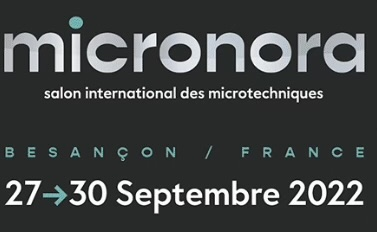 micronora
salon international des microtechniques
BESANÇON / FRANCE
27→30 Septembre 2022